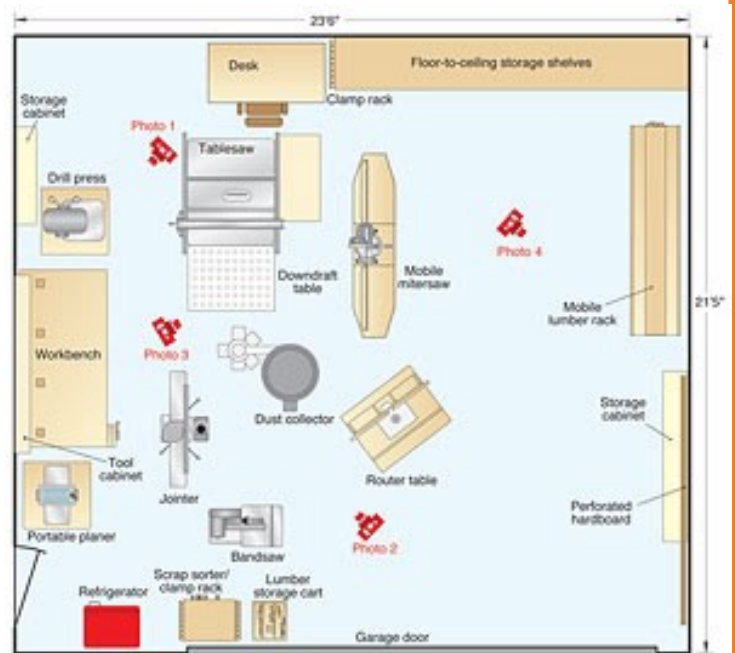 23'6"
Desk
Floor-to-ceiling storage shelves
Storage
cabinet
Clamp rack
Photo 1
Tablesaw
Drill press
Photo 4
Downdraft
table
Mobile
mitersaw
Mobile
lumber rack
21'5"
Workbench
Photo 3
Storage
cabinet
Dust collector
Tool
cabinet
Router table
Jointer
Perforated
hardboard
Portable planer
Photo 2
Bandsaw
Scrap sorter/
clamp rack
Lumber
storage cart
Refrigerator
Garage door